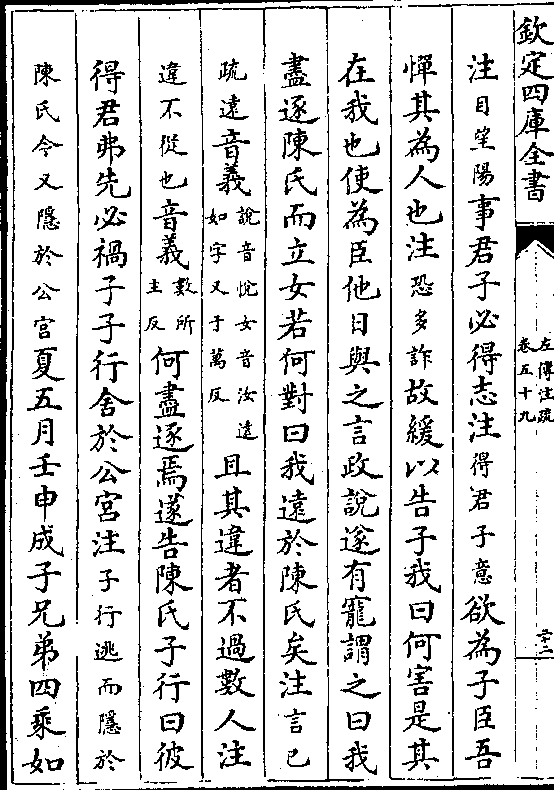 欽定四庫全書
左傳注疏
卷五十九
三十二
注目望陽事君子必得志注得君子意欲為子臣吾
憚其為人也注恐多詐故緩以告子我曰何害是其
在我也使為臣他日與之言政說遂有寵謂之曰我
盡逐陳氏而立女若何對曰我遠於陳氏矣注言已
疏遠音義說音悅女音汝遠
如字又于萬反且其違者不過數人注
違不從也音義數所
主反何盡逐焉遂告陳氏子行曰彼
得君弗先必禍子子行舍於公宮注子行逃而隱於
陳氏今又隱於公宮夏五月壬申成子兄弟四乘如